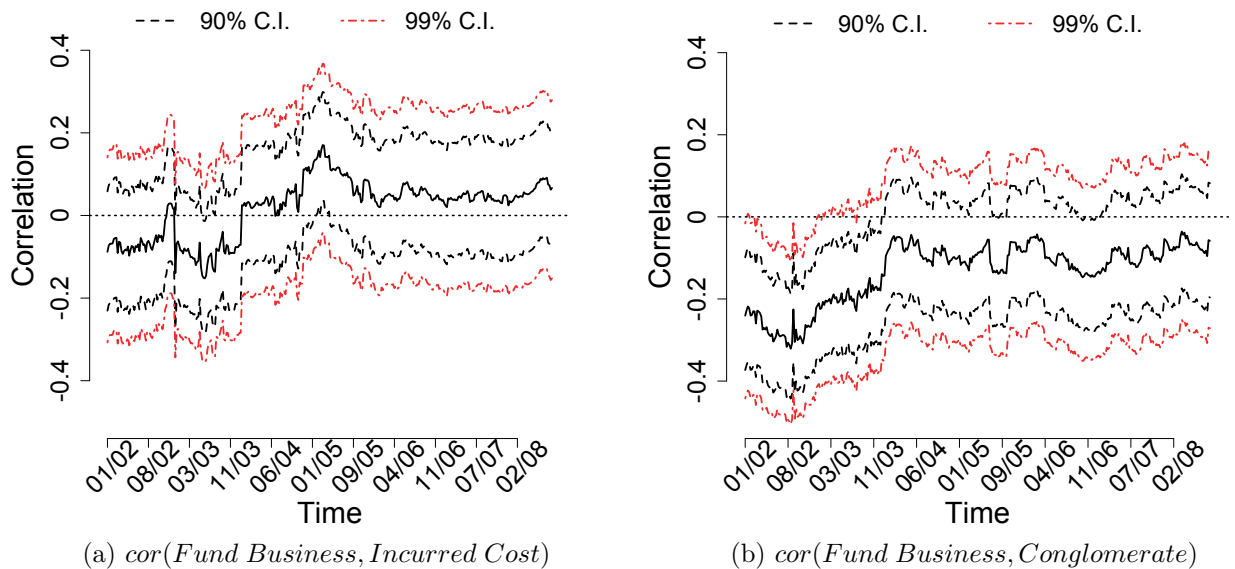 90% C.I. 99% C.I.
Correlation
0.4
0.2
0
-0.2
-0.4
01/02 08/02 03/03 11/03 06/04 01/05 09/05 04/06 11/06 07/07 02/08
Time
(a) cor(Fund Business, Incurred Cost)
90% C.I. 99% C.I.
Correlation
0.4
0.2
0
-0.2
-0.4
01/02 08/02 03/03 11/03 06/04 01/05 09/05 04/06 11/06 07/07 02/08
Time
(b) cor(Fund Business, Conglomerate)